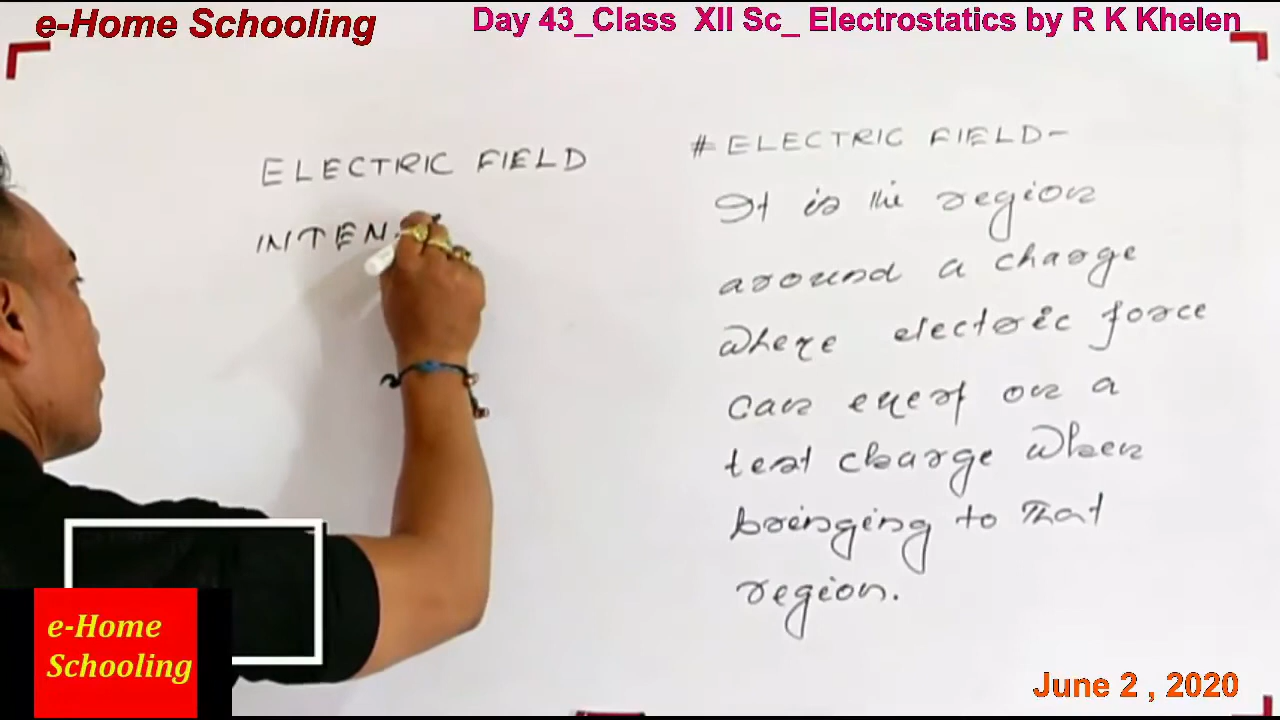 e-Home Schooling
Day 43_Class XII Sc_ Electrostatics by R K Khelen
ELECTRIC FIELD
INTEN
# ELECTRIC FIELD-
It is the region
around a charge
where electric force
can exert on a
test charge when
bringing to that
region.
e-Home
Schooling
June 2 , 2020